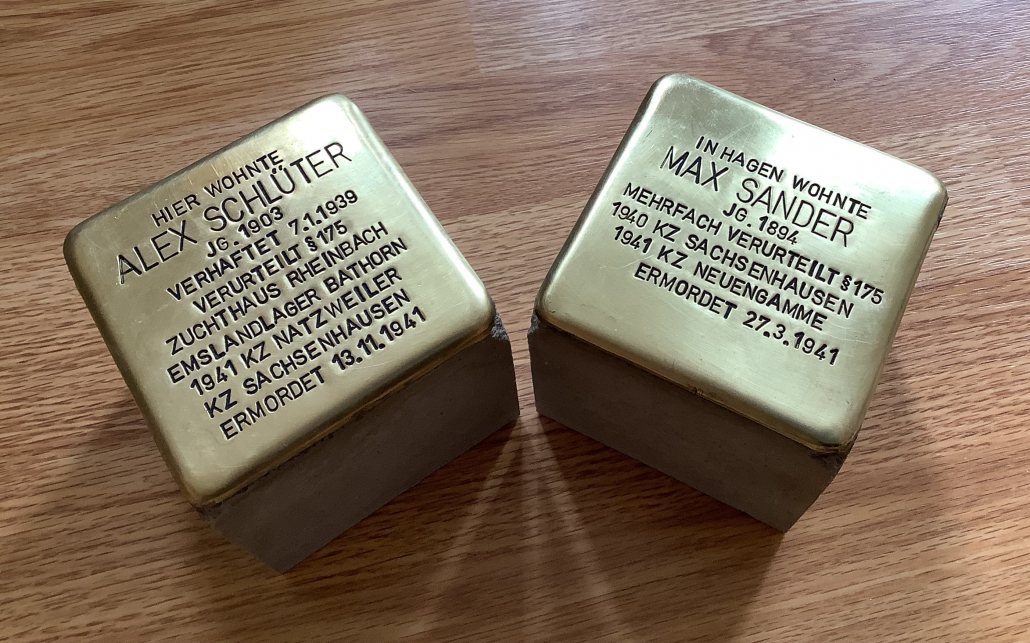 HIER WOHNTE
ALEX SCHLÜTER
JG. 1903
VERHAFTET 7.1.1939
VERURTEILT §175
ZUCHTHAUS RHEINBACH
EMSLANDLAGER BATHORN
1941 KZ NATZWEILER
KZ SACHSENHAUSEN
ERMORDET 13.11.1941
IN HAGEN WOHNTE
MAX SANDER
JG. 1894
MEHRFACH VERURTEILT §175
1940 KZ SACHSENHAUSEN
1941 KZ NEUENGAMME
ERMORDET 27.3.1941